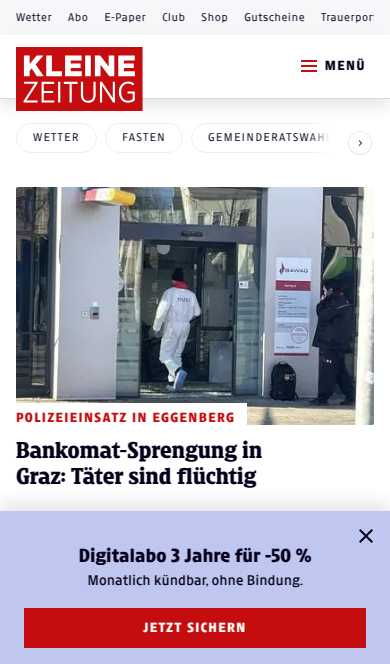 Wetter Abo E-Paper Club Shop Gutscheine Trauerpor
KLEINE
ZEITUNG
MENÜ
WETTER FASTEN GEMEINDERATSWAH
BAWAG
POLIZEIEINSATZ IN EGGENBERG
Bankomat-Sprengung in
Graz: Täter sind flüchtig
Digitalabo 3 Jahre für -50 %
Monatlich kündbar, ohne Bindung.
JETZT SICHERN